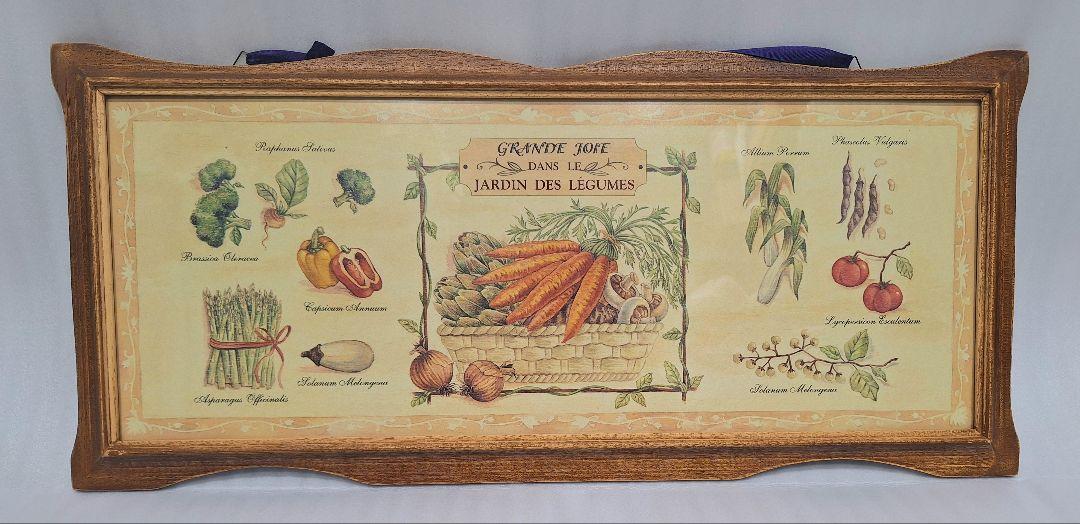 Raphanus Sativus
Brassica Oleracea
Capsicum Annuum
Solanum Melongena
Asparagus Officinalis
GRANDE JOIE
DANS LE
JARDIN DES LÉGUMES
Allium Porrum
Phaseolus Vulgaris
Lycopersicon Esculentum
Solanum Melongena